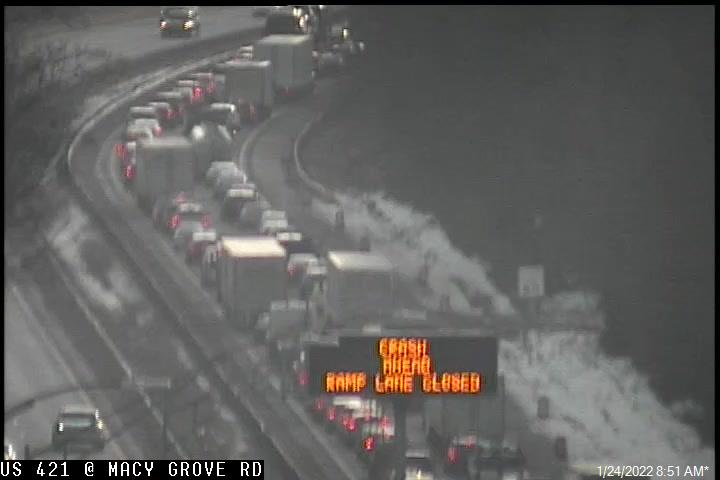 CRASH
AHEAD
RAMP LANE CLOSED
US 421 @ MACY GROVE RD
1/24/2022 8:51 AM*